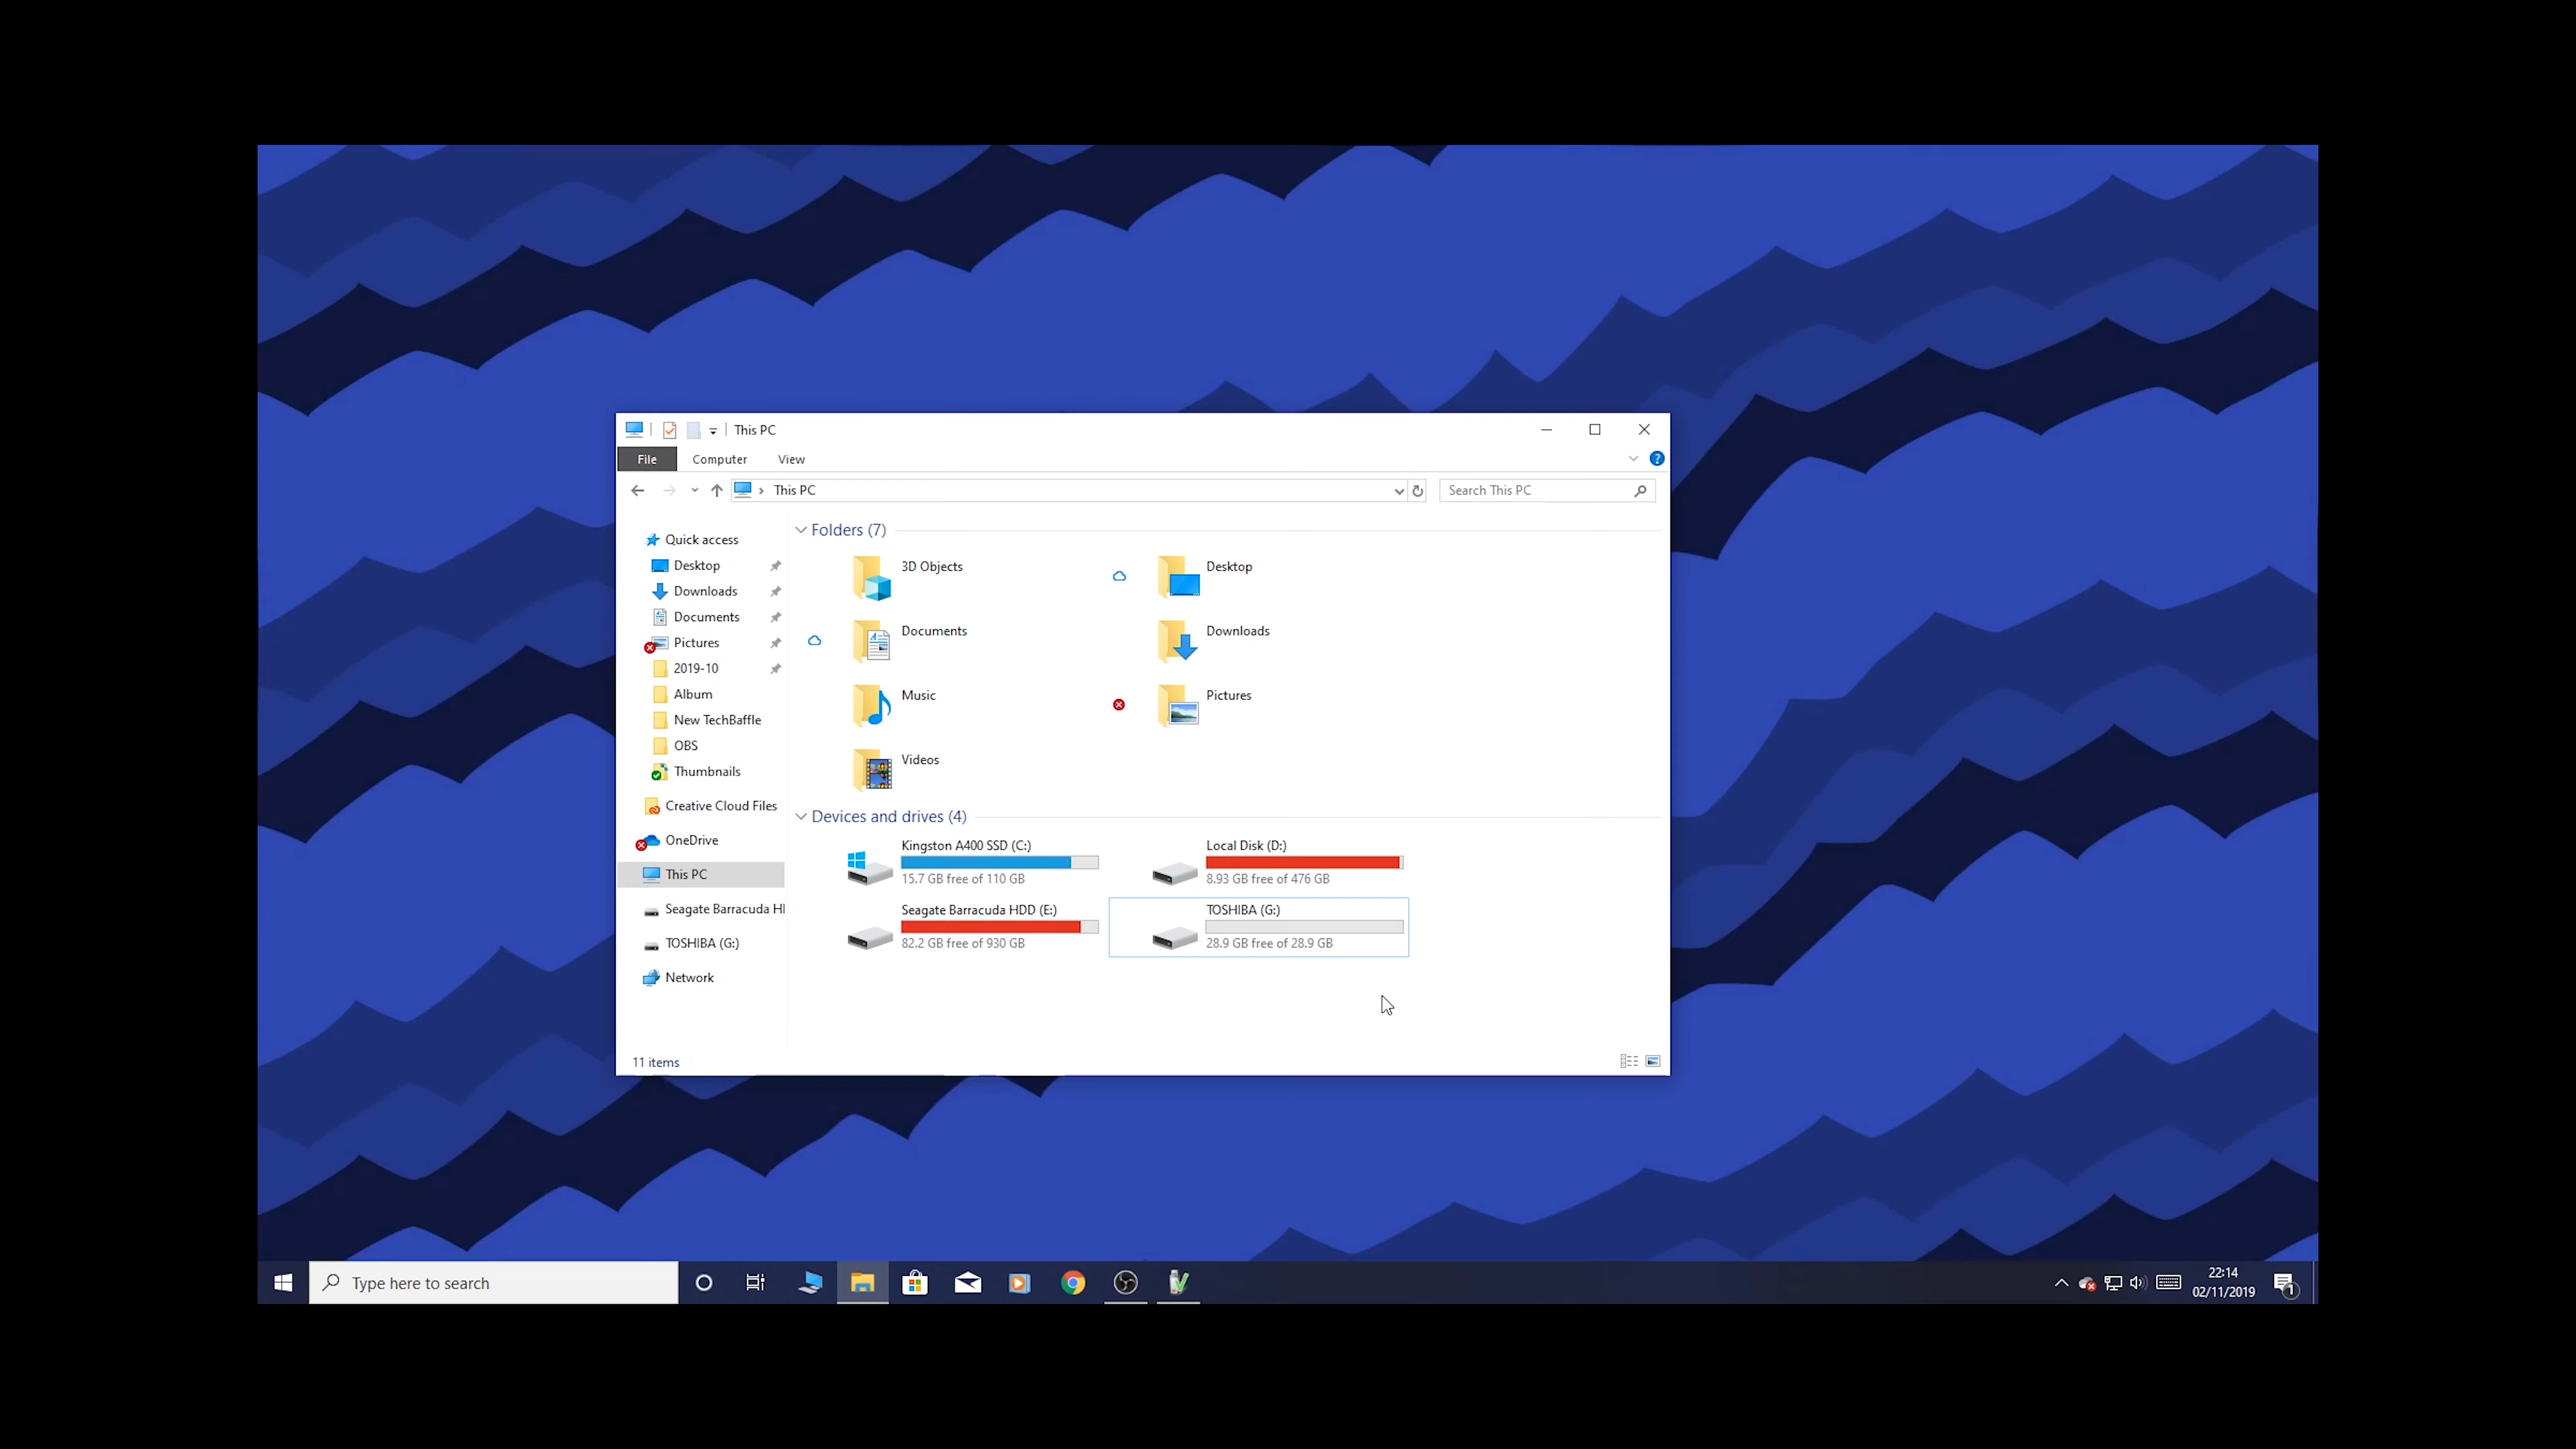 This PC
File Computer View
This PC
Search This PC
Quick access
Desktop
Downloads
Documents
Pictures
2019-10
Album
New TechBaffle
OBS
Thumbnails
Creative Cloud Files
OneDrive
This PC
Seagate Barracuda HI
TOSHIBA (G:)
Network
Folders (7)
3D Objects
Desktop
Documents
Downloads
Music
Pictures
Videos
Devices and drives (4)
Kingston A400 SSD (C:)
15.7 GB free of 110 GB
Local Disk (D:)
8.93 GB free of 476 GB
Seagate Barracuda HDD (E:)
82.2 GB free of 930 GB
TOSHIBA (G:)
28.9 GB free of 28.9 GB
11 items
Type here to search
22:14
02/11/2019
1